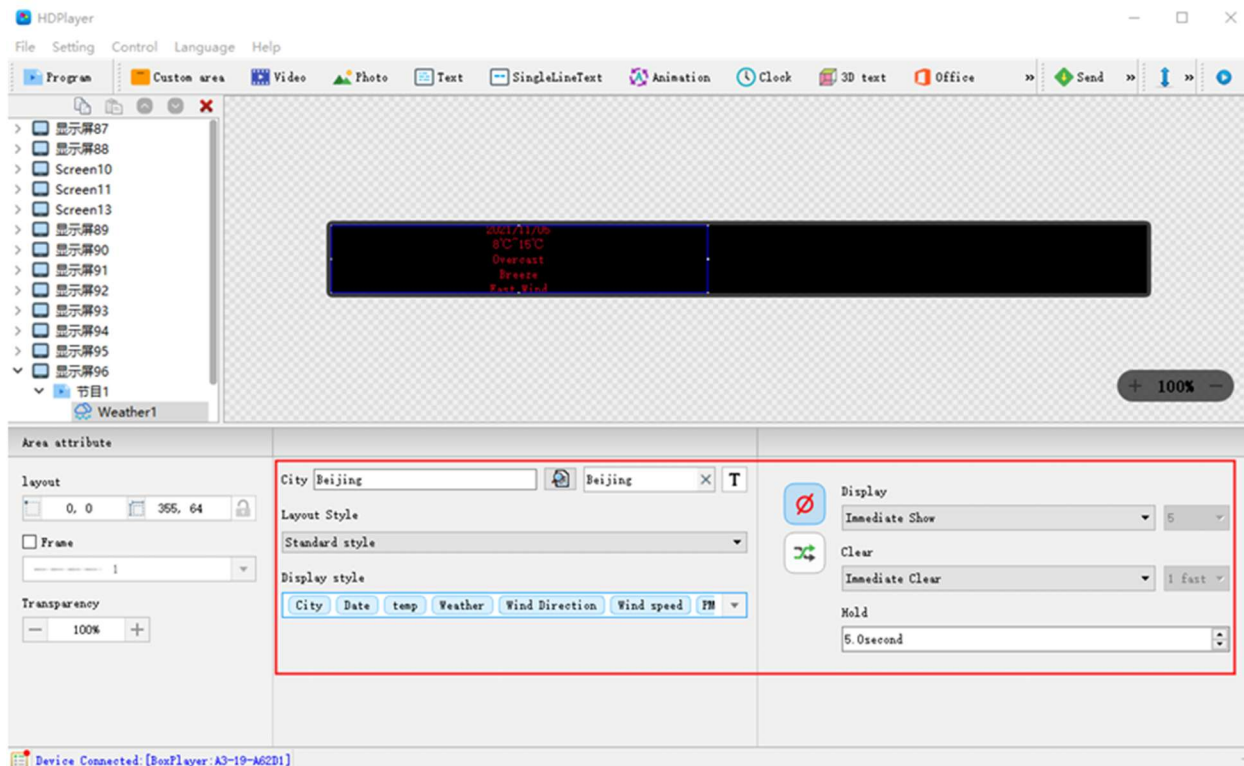 HDPlayer
File Setting Control Language Help
Program Custom area Video Photo Text SingleLineText Animation Clock 3D text Office » Send » »
显示屏87
显示屏88
Screen10
Screen11
Screen13
显示屏89
显示屏90
显示屏91
显示屏92
显示屏93
显示屏94
显示屏95
显示屏96
节目1
Weather1
2021/11/05
8℃~15℃
Overcast
Breeze
East Wind
+ 100% −
Area attribute
layout
0, 0 355, 64
Frame
1
Transparency
− 100% +
City Beijing Beijing × T
Layout Style
Standard style
Display style
City Date temp Weather Wind Direction Wind speed PM
Display
Immediate Show 5
Clear
Immediate Clear 1 fast
Hold
5.0second
Device Connected:[BoxPlayer:A3-19-A62D1]